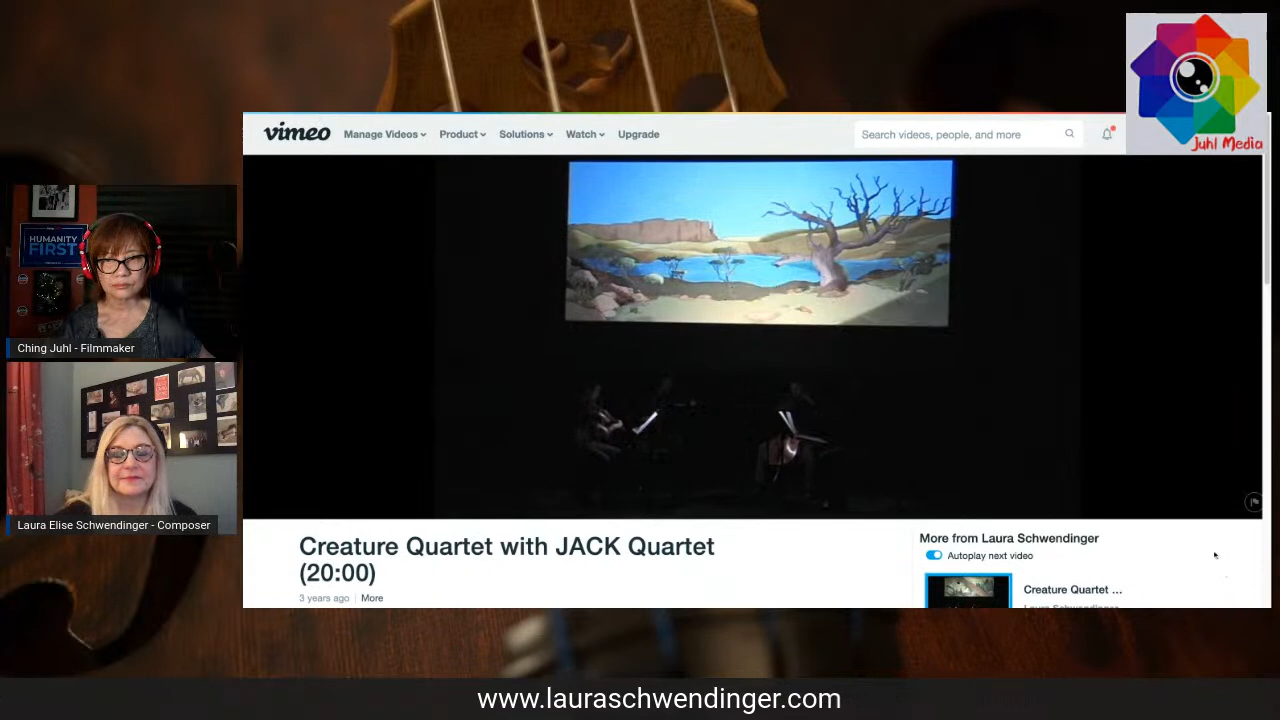 Juhl Media
vimeo Manage Videos Product Solutions Watch Upgrade
Search videos, people, and more
HUMANITY
FIRST
Ching Juhl - Filmmaker
Laura Elise Schwendinger - Composer
Creature Quartet with JACK Quartet
(20:00)
3 years ago | More
More from Laura Schwendinger
Autoplay next video
Creature Quartet ...
Laura Schwendinger
www.lauraschwendinger.com